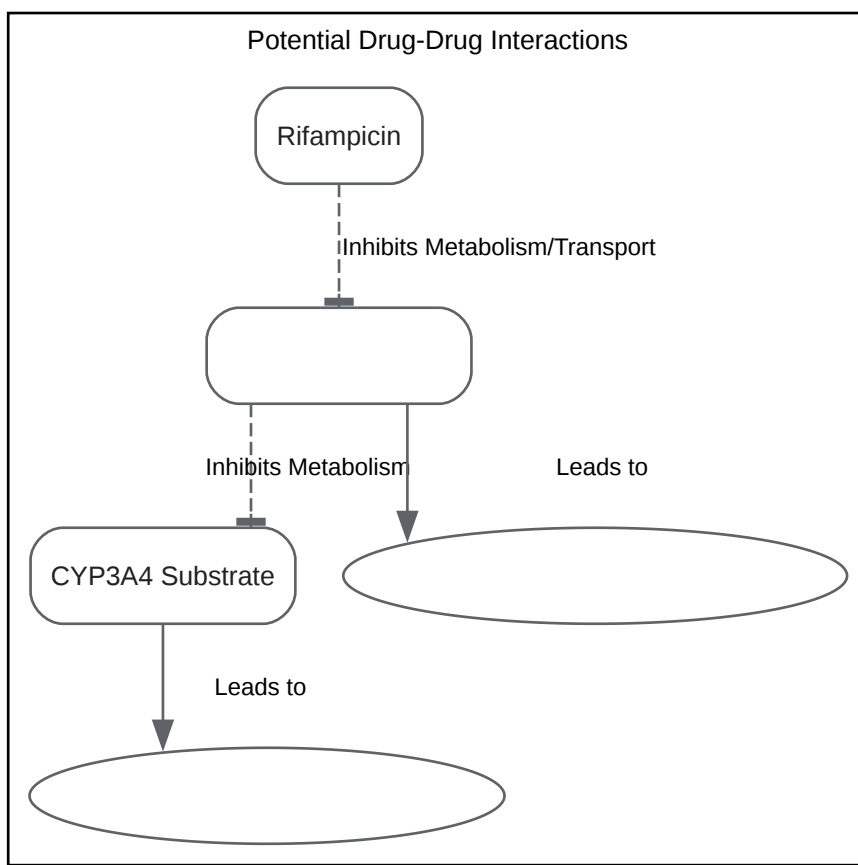 Potential Drug-Drug Interactions
Rifampicin
Inhibits Metabolism/Transport
Inhibits Metabolism
Leads to
CYP3A4 Substrate
Leads to